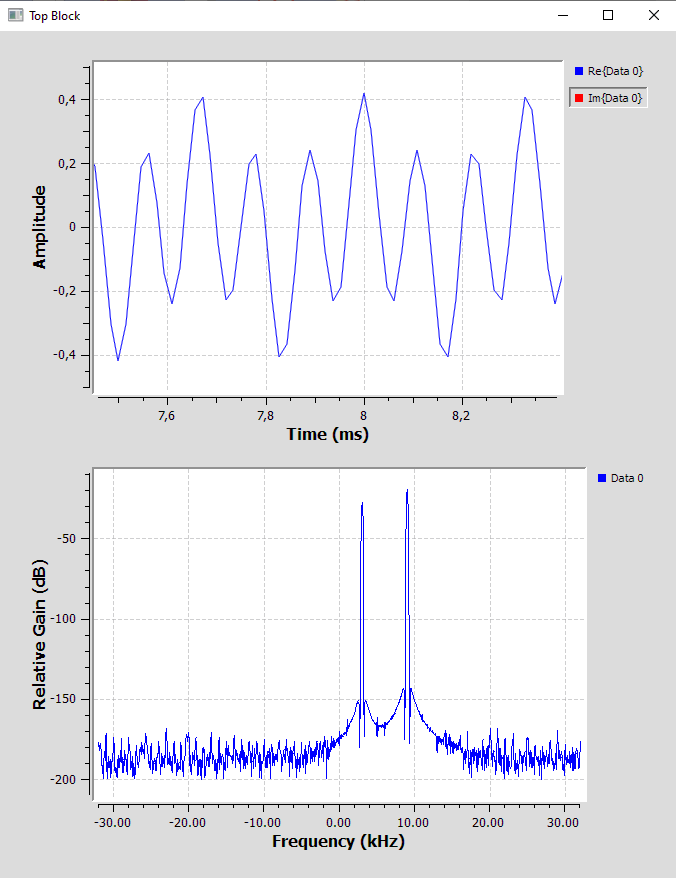 Top Block
Re{Data 0}
Im{Data 0}
0,4
0,2
0
-0,2
-0,4
Amplitude
7,6 7,8 8 8,2
Time (ms)
Data 0
-50
-100
-150
-200
Relative Gain (dB)
-30.00 -20.00 -10.00 0.00 10.00 20.00 30.00
Frequency (kHz)